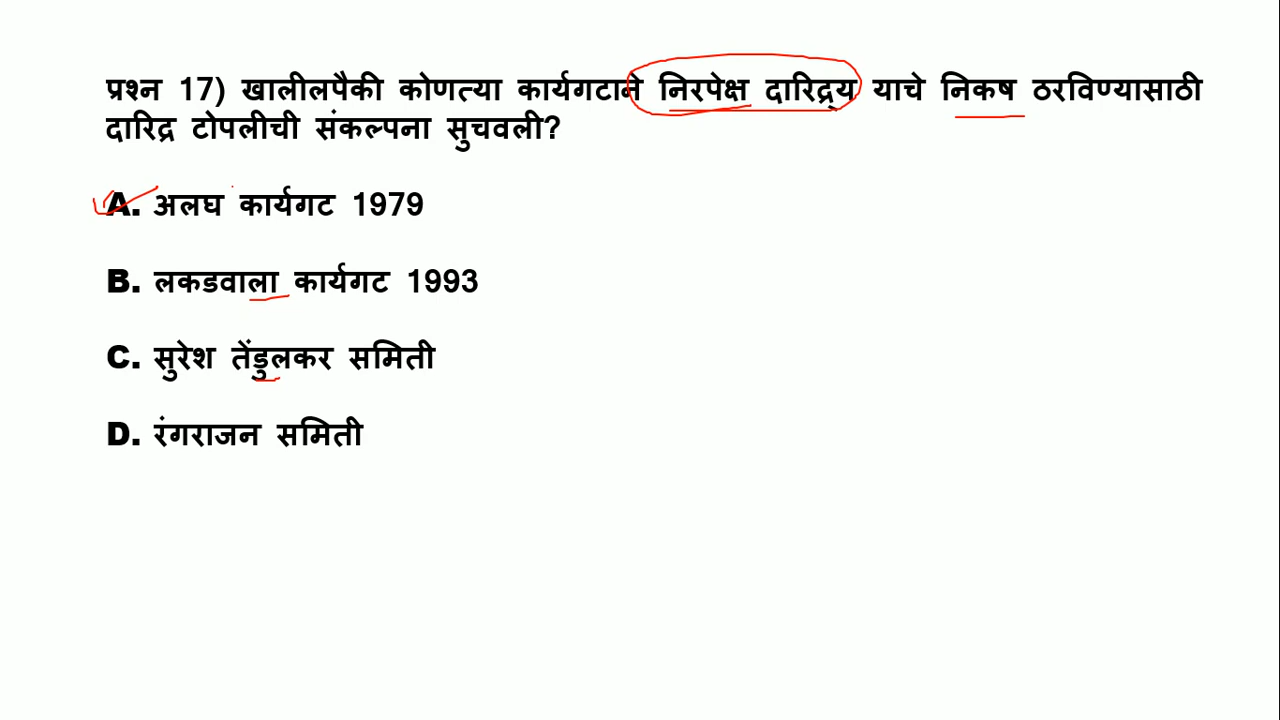 प्रश्न 17) खालीलपैकी कोणत्या कार्यगटाने निरपेक्ष दारिद्र्य याचे निकष ठरविण्यासाठी
दारिद्र टोपलीची संकल्पना सुचवली?
A. अलघ कार्यगट 1979
B. लकडवाला कार्यगट 1993
C. सुरेश तेंडुलकर समिती
D. रंगराजन समिती